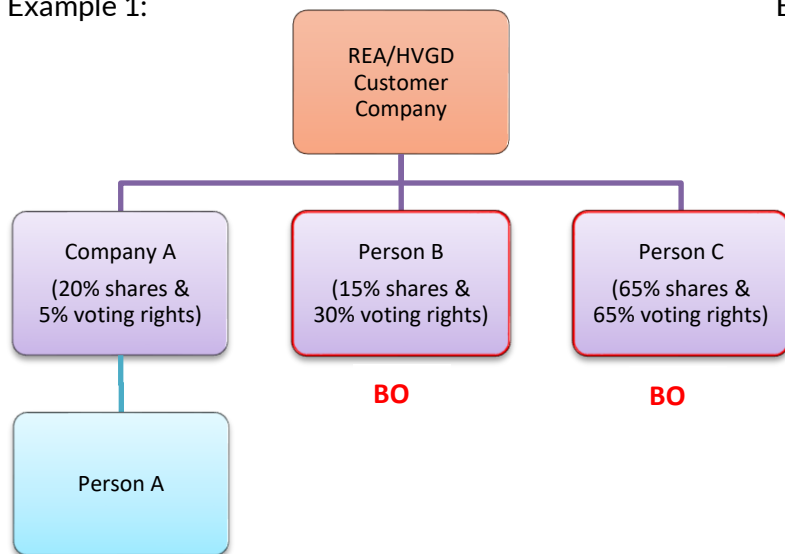 Example 1:
E
REA/HVGD
Customer
Company
Company A
(20% shares &
5% voting rights)
Person B
(15% shares &
30% voting rights)
Person C
(65% shares &
65% voting rights)
BO
BO
Person A